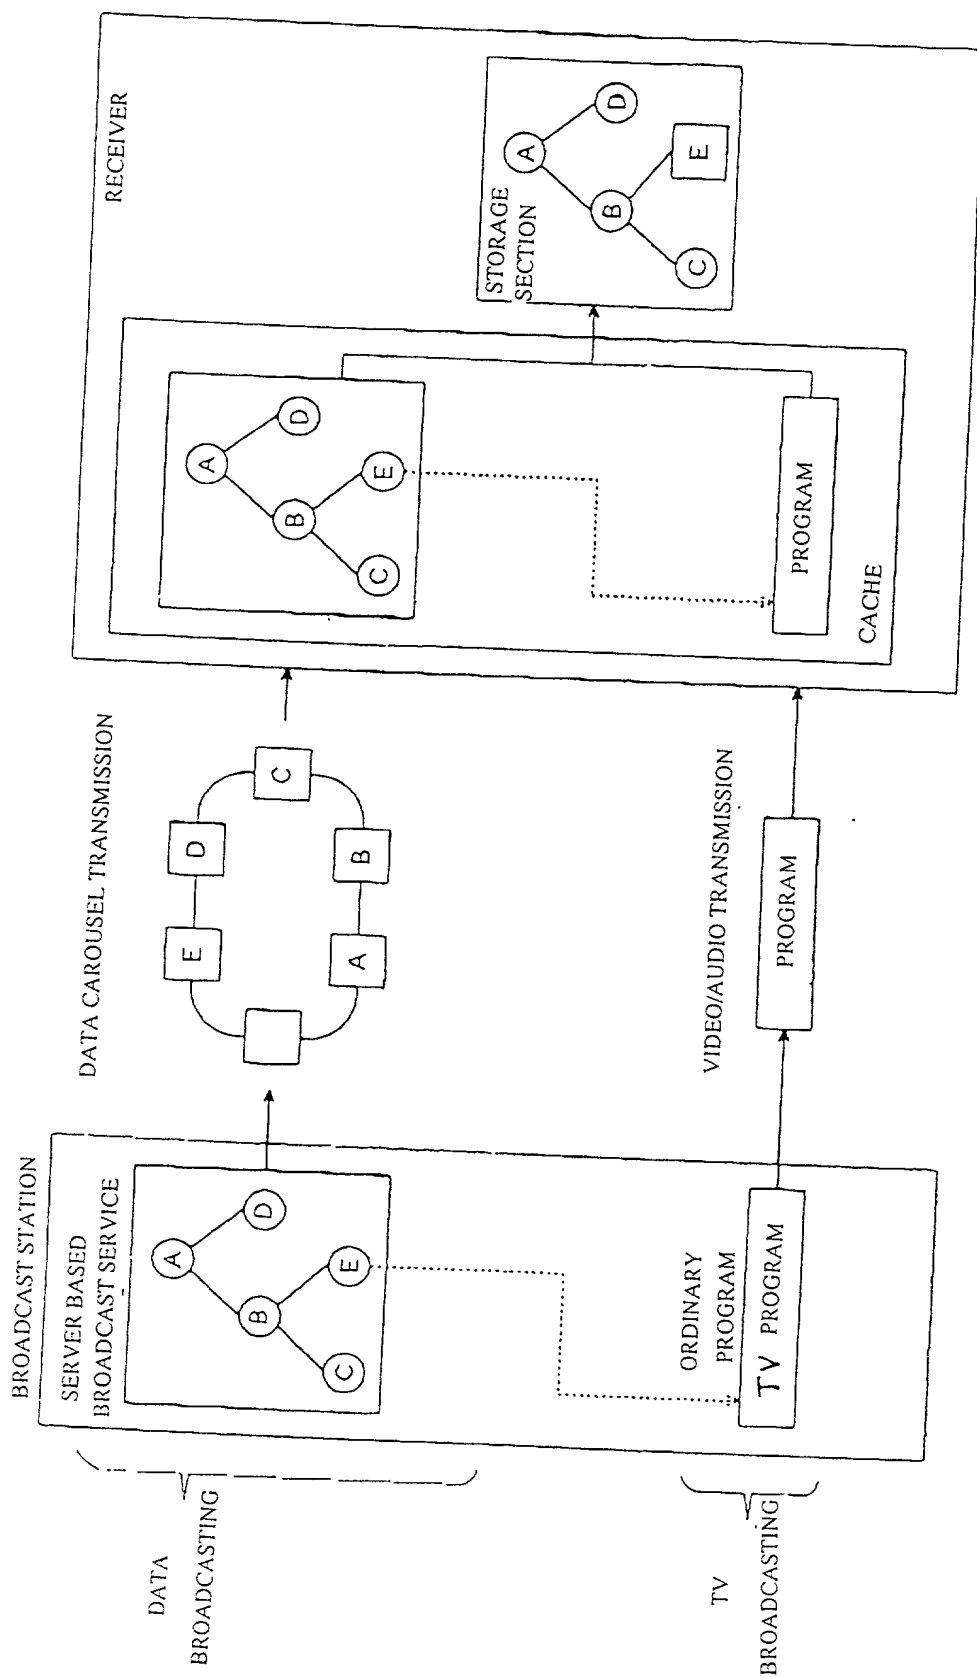 DATA
BROADCASTING
TV
BROADCASTING
BROADCAST STATION
SERVER BASED
BROADCAST SERVICE
A
B
D
C
E
ORDINARY
PROGRAM
TV PROGRAM
DATA CAROUSEL TRANSMISSION
E
D
C
A
B
VIDEO/AUDIO TRANSMISSION
PROGRAM
RECEIVER
A
B
D
C
E
PROGRAM
CACHE
STORAGE
SECTION
A
D
B
C
E